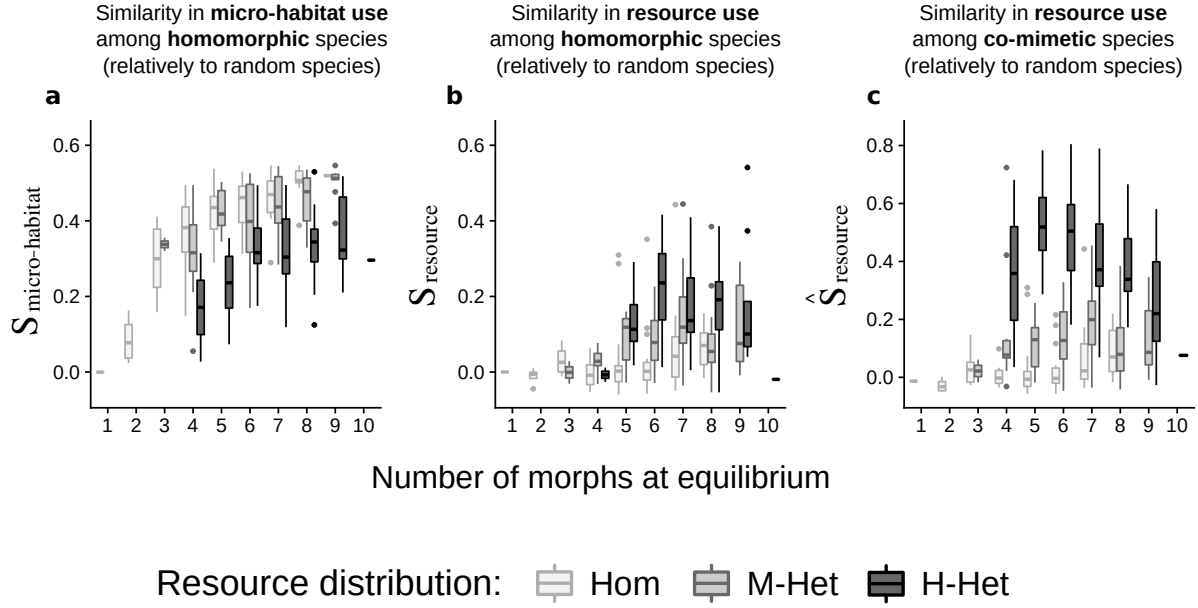 Similarity in micro-habitat use
among homomorphic species
(relatively to random species)
Similarity in resource use
among homomorphic species
(relatively to random species)
Similarity in resource use
among co-mimetic species
(relatively to random species)
a
S micro-habitat
0.6
0.4
0.2
0.0
1 2 3 4 5 6 7 8 9 10
b
S resource
0.6
0.4
0.2
0.0
1 2 3 4 5 6 7 8 9 10
c
Ŝ resource
0.8
0.6
0.4
0.2
0.0
1 2 3 4 5 6 7 8 9 10
Number of morphs at equilibrium
Resource distribution: Hom M-Het H-Het